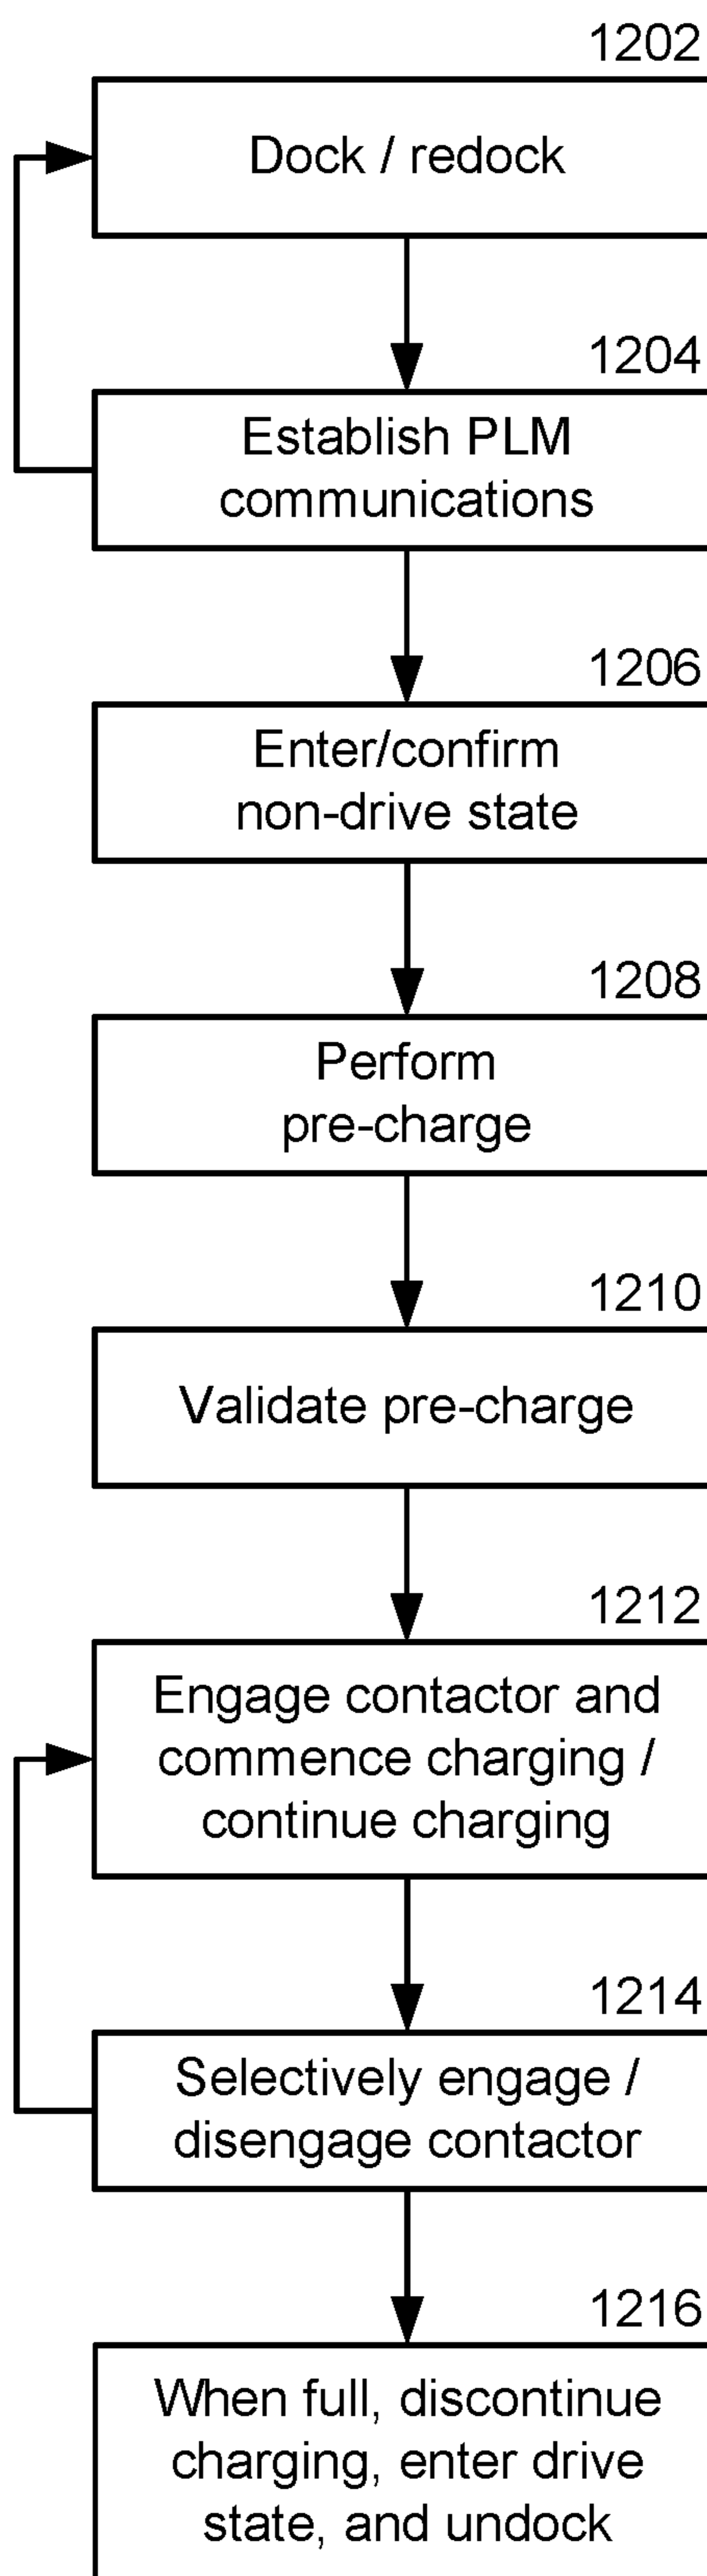 1202
Dock / redock
1204
Establish PLM
communications
1206
Enter/confirm
non-drive state
1208
Perform
pre-charge
1210
Validate pre-charge
1212
Engage contactor and
commence charging /
continue charging
1214
Selectively engage /
disengage contactor
1216
When full, discontinue
charging, enter drive
state, and undock